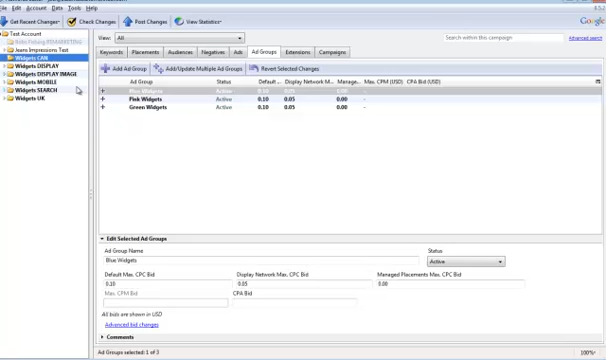 File Edit Account Data Tools Help
4.5.2
Get Recent Changes Check Changes Post Changes View Statistics
Google
Test Account
Jeans Impressions Test
Widgets CAN
Widgets DISPLAY
Widgets DISPLAY IMAGE
Widgets MOBILE
Widgets SEARCH
Widgets UK
View: All
Search within this campaign
Advanced search
Keywords Placements Audiences Negatives Ads Ad Groups Extensions Campaigns
Add Ad Group Add/Update Multiple Ad Groups Revert Selected Changes
Ad Group Status Default ... Display Network M... Manage... Max. CPM (USD) CPA Bid (USD)
Blue Widgets Active 0.10 0.05 0.00 -
Pink Widgets Active 0.10 0.05 0.00 -
Green Widgets Active 0.10 0.05 0.00 -
Edit Selected Ad Groups
Ad Group Name Status
Blue Widgets Active
Default Max. CPC Bid Display Network Max. CPC Bid Managed Placements Max. CPC Bid
0.10 0.05 0.00
Max. CPM Bid CPA Bid
All bids are shown in USD
Advanced bid changes
Comments
Ad Groups selected: 1 of 3
100%